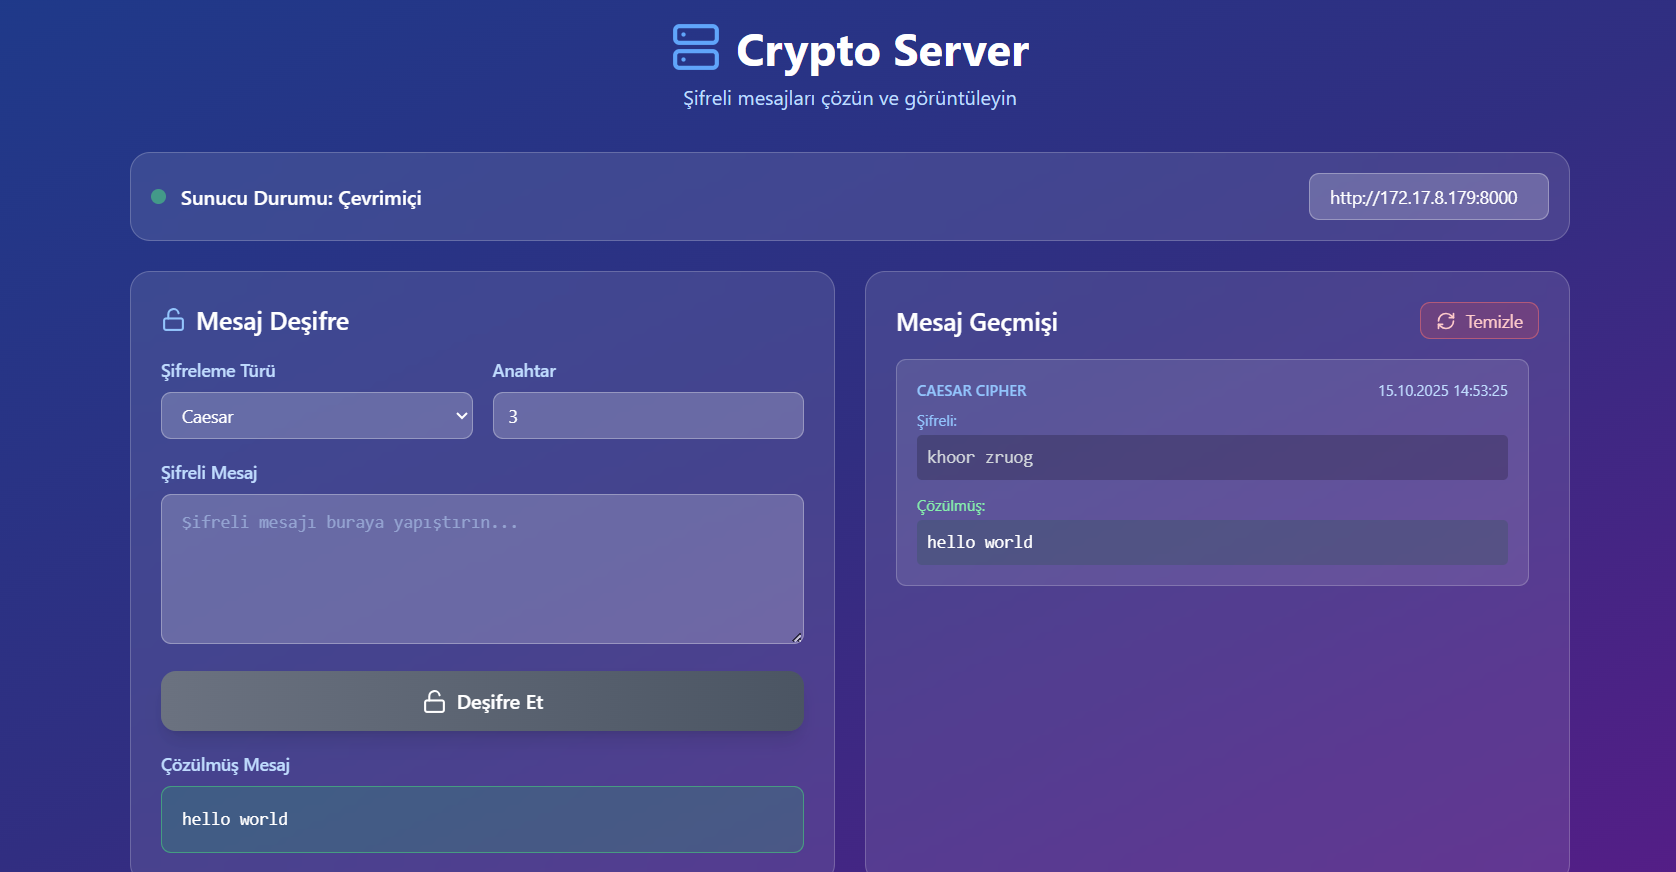 Crypto Server
Şifreli mesajları çözün ve görüntüleyin
Sunucu Durumu: Çevrimiçi
http://172.17.8.179:8000
Mesaj Deşifre
Şifreleme Türü
Anahtar
Caesar
3
Şifreli Mesaj
Şifreli mesajı buraya yapıştırın...
Deşifre Et
Çözülmüş Mesaj
hello world
Mesaj Geçmişi
Temizle
CAESAR CIPHER
15.10.2025 14:53:25
Şifreli:
khoor zruog
Çözülmüş:
hello world